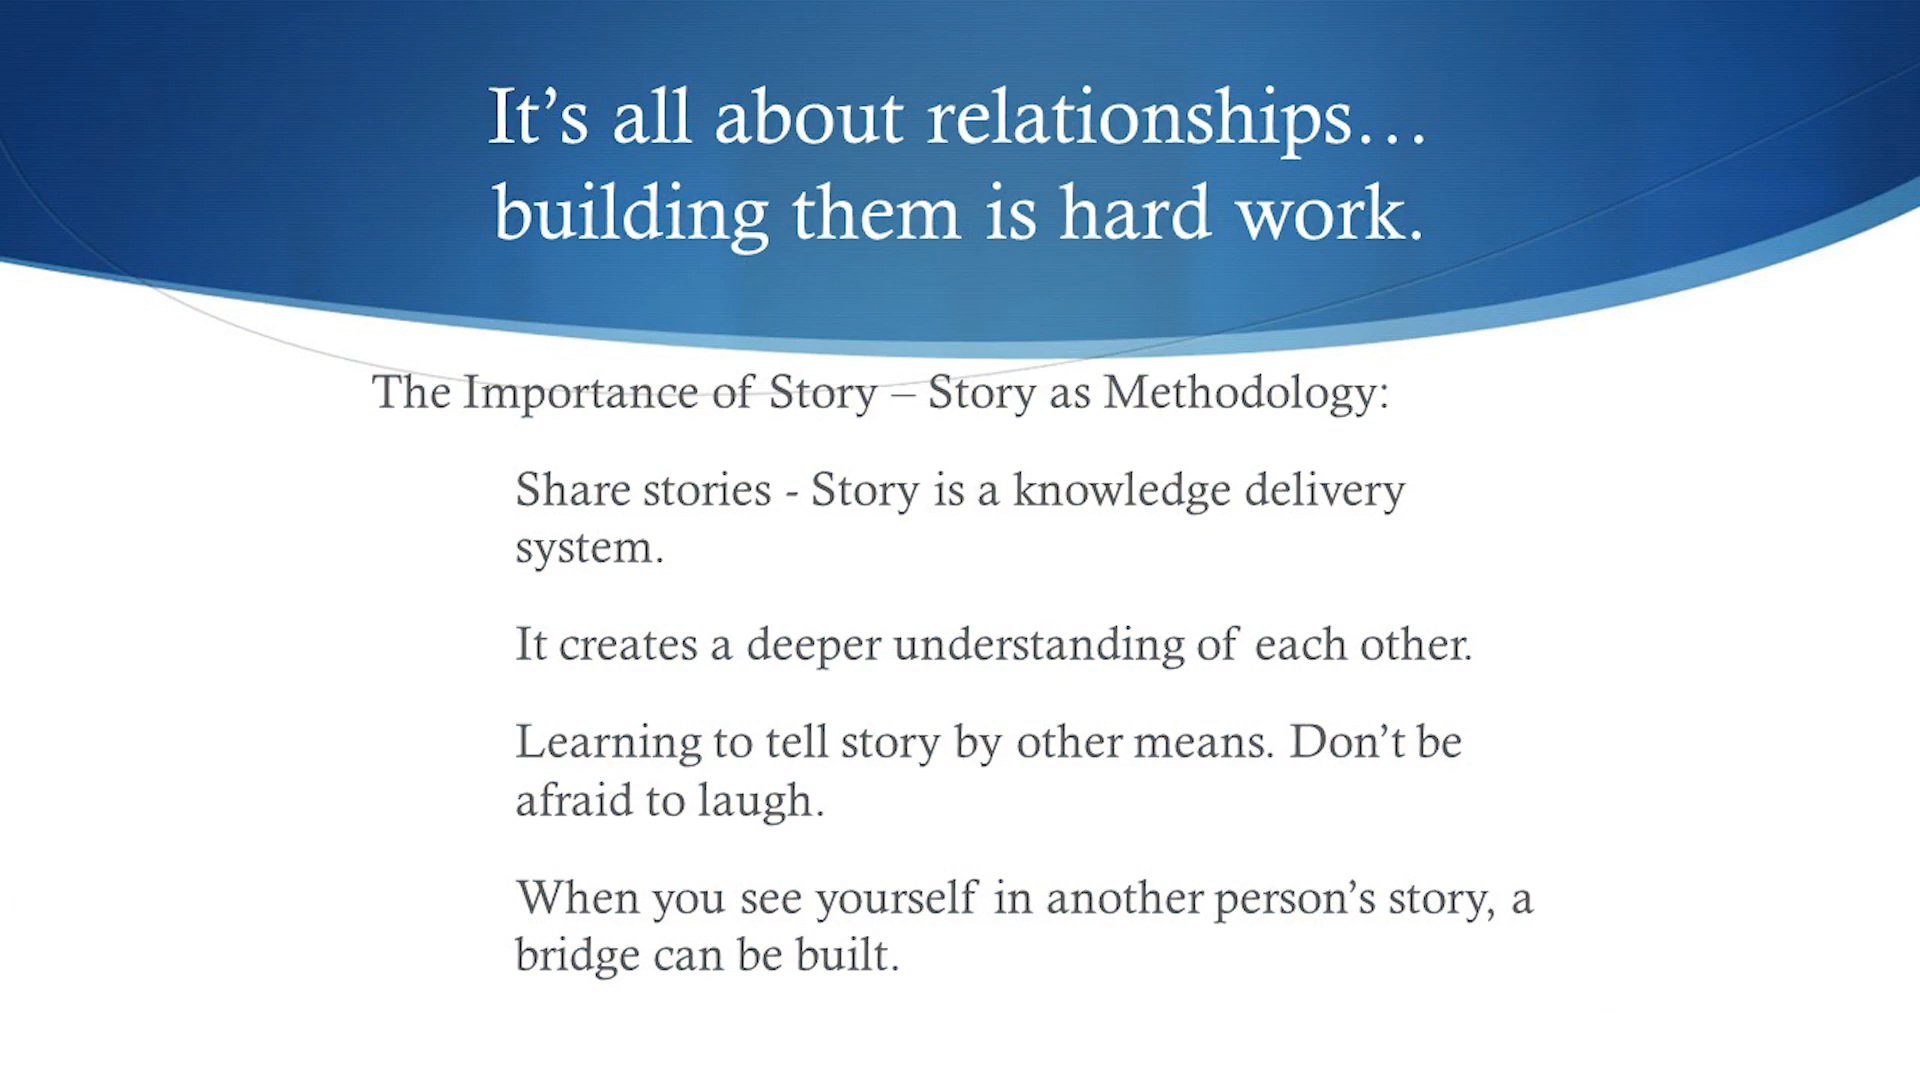 It’s all about relationships…
building them is hard work.
The Importance of Story – Story as Methodology:
Share stories - Story is a knowledge delivery
system.
It creates a deeper understanding of each other.
Learning to tell story by other means. Don’t be
afraid to laugh.
When you see yourself in another person’s story, a
bridge can be built.